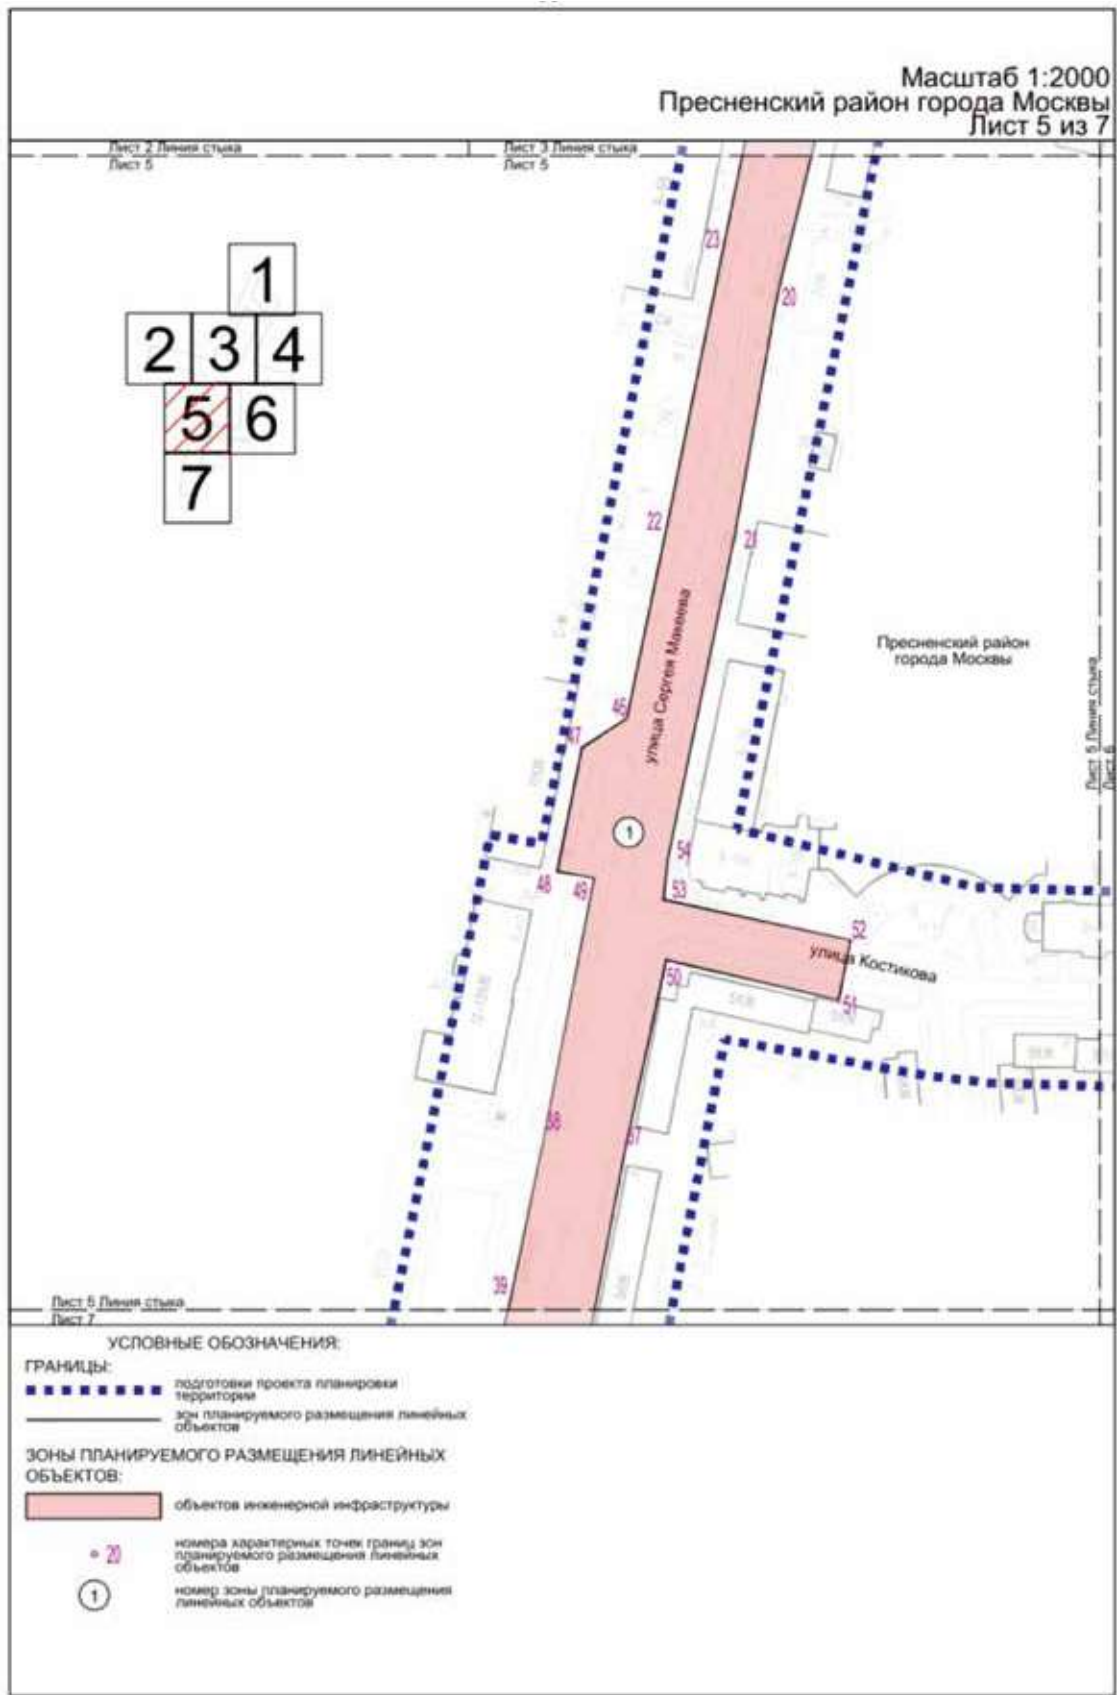 Масштаб 1:2000
Пресненский район города Москвы
Лист 5 из 7
Лист 2 Линия стыка
Лист 5
Лист 3 Линия стыка
Лист 5
1
2 3 4
5 6
7
23
20
22
21
улица Сергея Макеева
Пресненский район
города Москвы
Лист 5 Линия стыка
Лист 6
46
47
1
54
48
49
53
52
улица Костикова
50
51
38
37
39
Лист 5 Линия стыка
Лист 7
УСЛОВНЫЕ ОБОЗНАЧЕНИЯ:
ГРАНИЦЫ:
подготовки проекта планировки
территории
зон планируемого размещения линейных
объектов
ЗОНЫ ПЛАНИРУЕМОГО РАЗМЕЩЕНИЯ ЛИНЕЙНЫХ
ОБЪЕКТОВ:
объектов инженерной инфраструктуры
20
номера характерных точек границ зон
планируемого размещения линейных
объектов
1
номер зоны планируемого размещения
линейных объектов